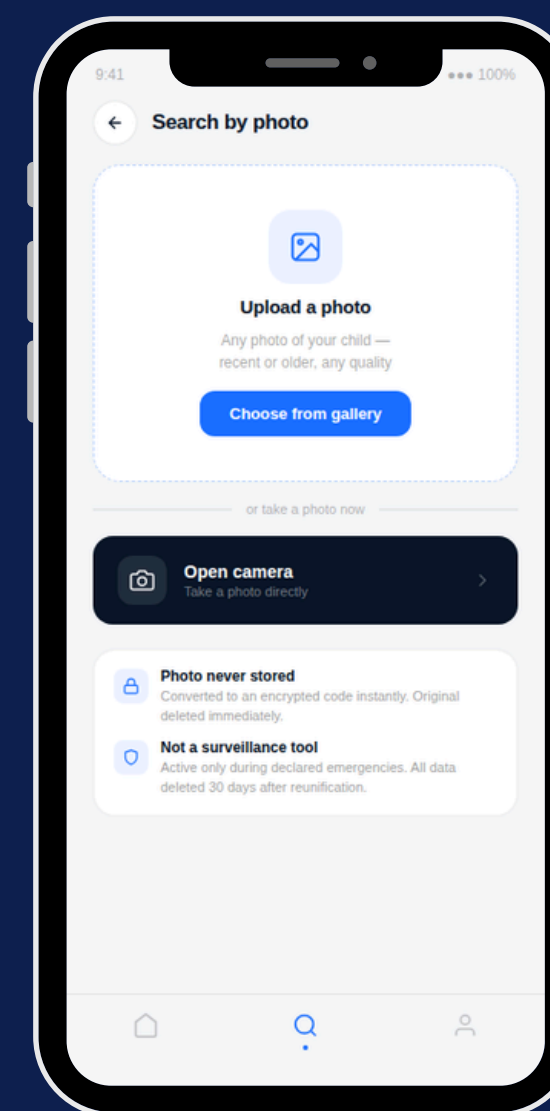 9:41
●●● 100%
Search by photo
Upload a photo
Any photo of your child —
recent or older, any quality
Choose from gallery
or take a photo now
Open camera
Take a photo directly
Photo never stored
Converted to an encrypted code instantly. Original
deleted immediately.
Not a surveillance tool
Active only during declared emergencies. All data
deleted 30 days after reunification.